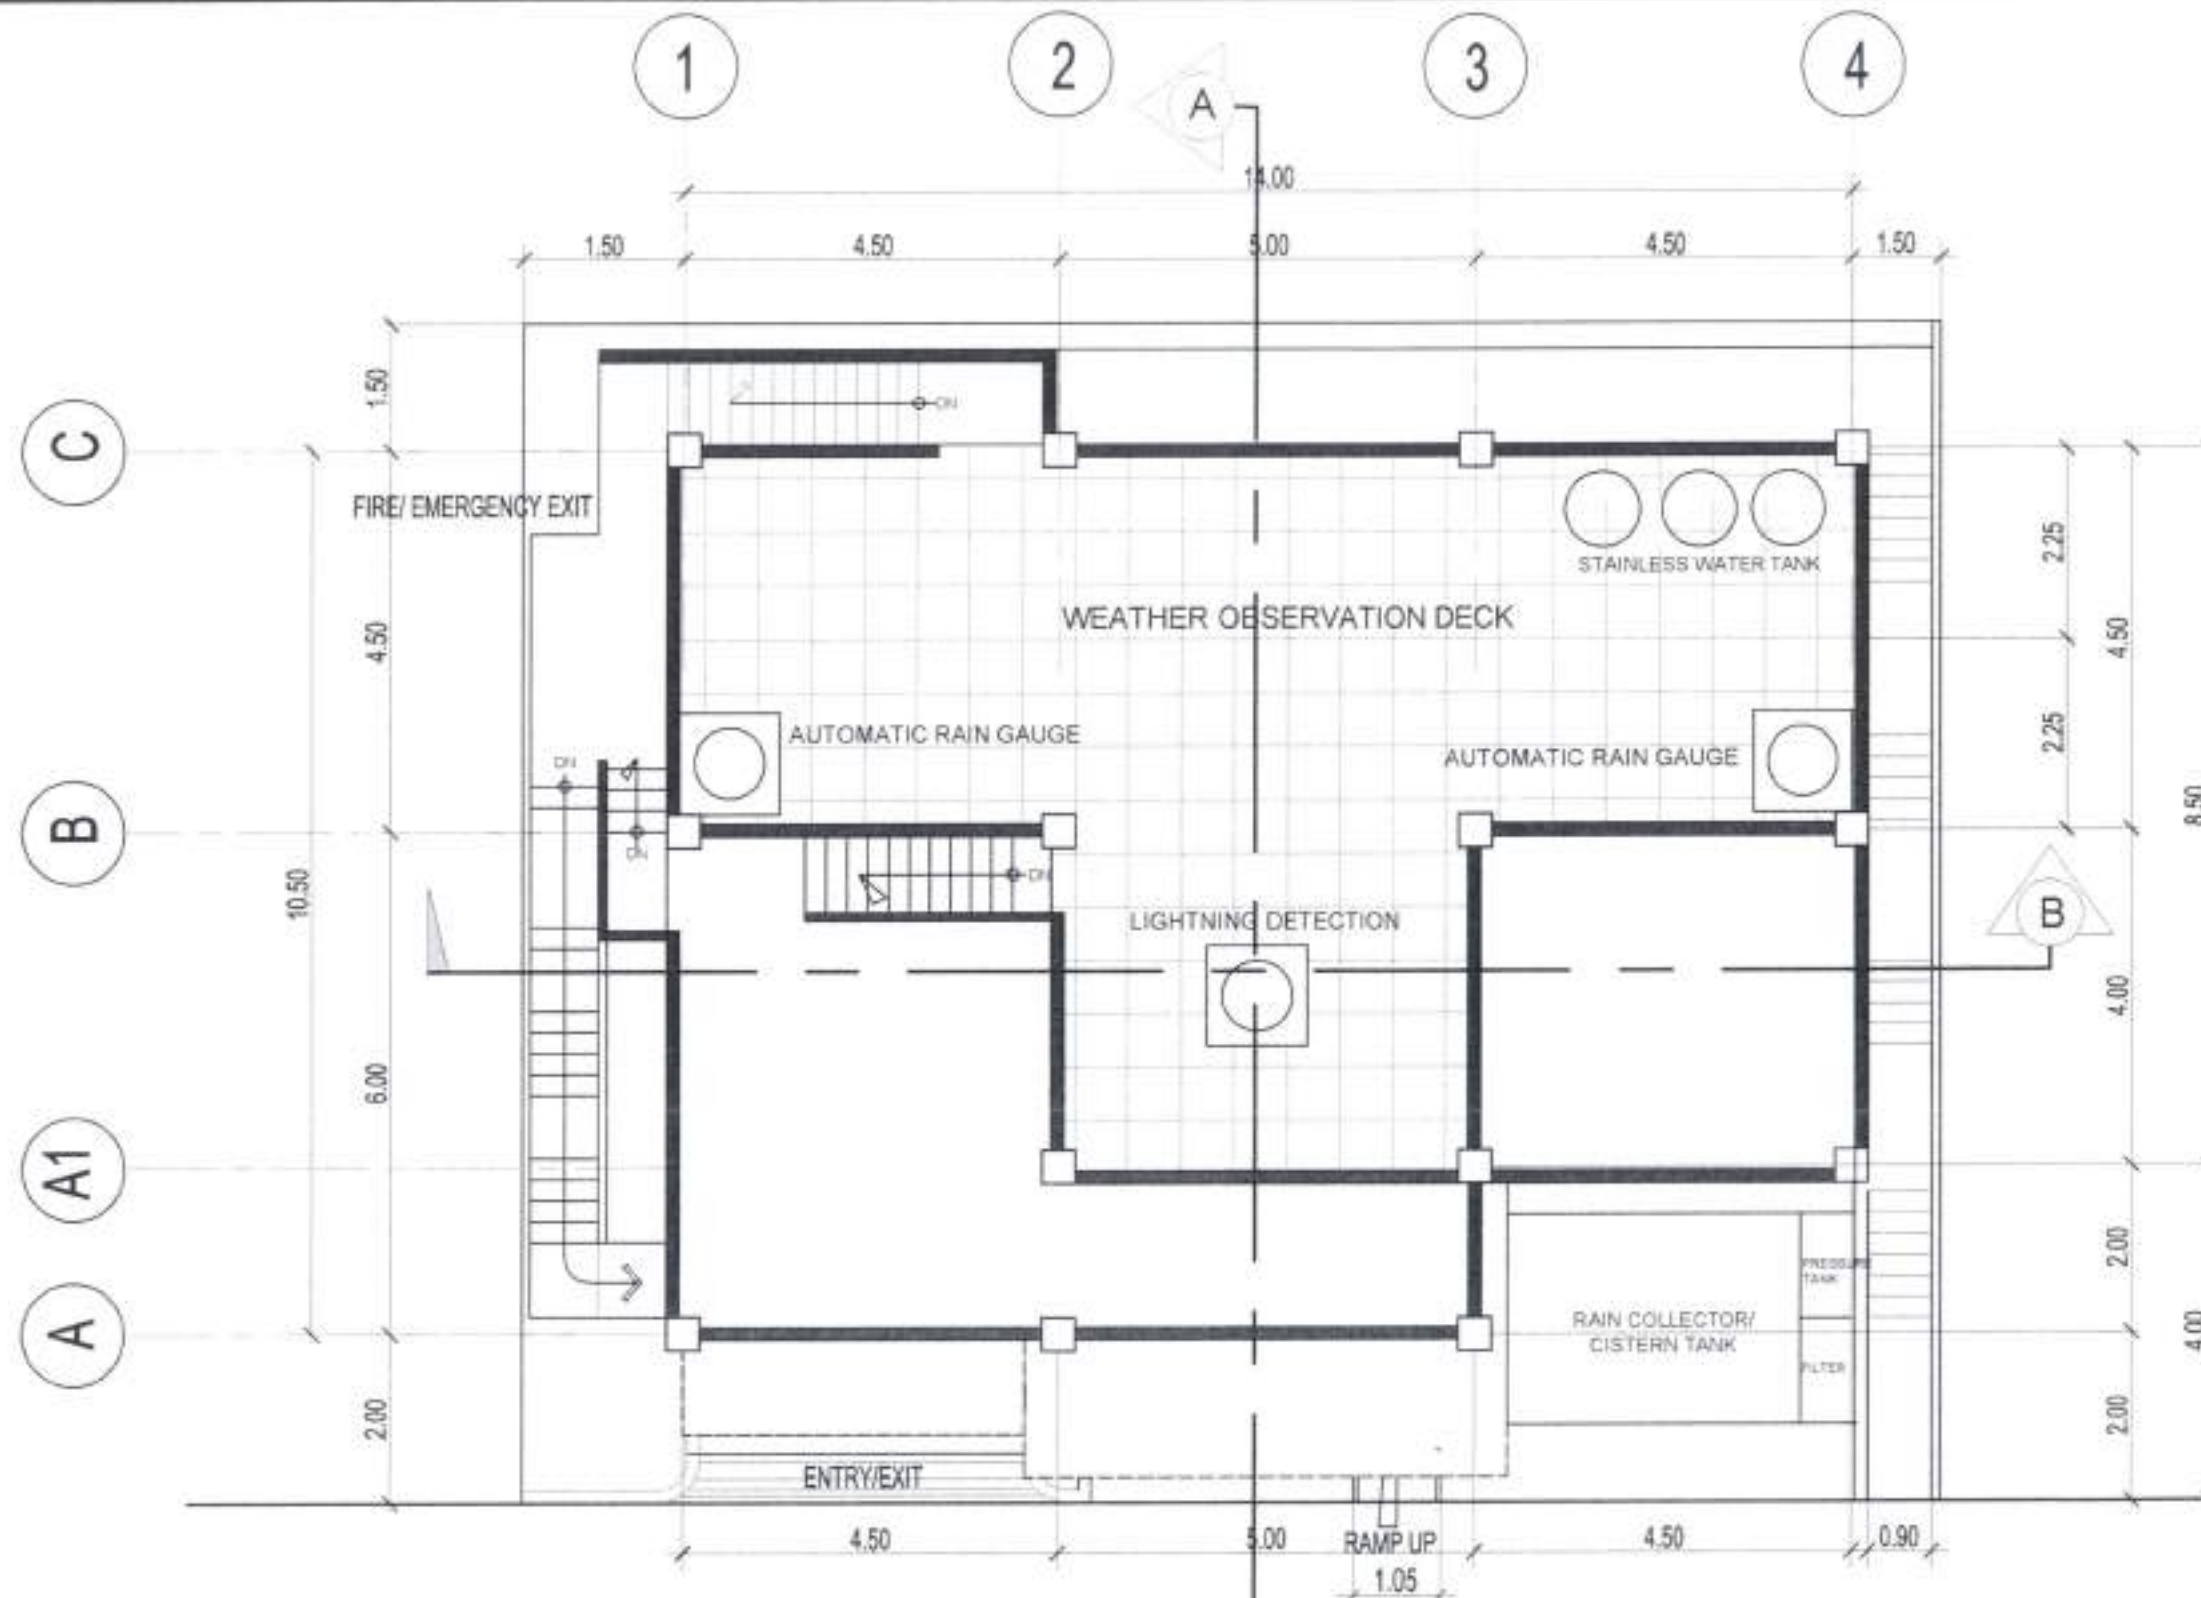 1
2
3
4
A
14.00
1.50
4.50
5.00
4.50
1.50
1.50
C
DN
FIRE/ EMERGENCY EXIT
2.25
STAINLESS WATER TANK
WEATHER OBSERVATION DECK
4.50
4.50
AUTOMATIC RAIN GAUGE
2.25
AUTOMATIC RAIN GAUGE
DN
8.50
B
DN
DN
10.50
LIGHTNING DETECTION
B
4.00
6.00
A1
2.00
PRESSURE
TANK
RAIN COLLECTOR/
CISTERN TANK
A
4.00
FILTER
2.00
2.00
ENTRY/EXIT
4.50
5.00
RAMP UP
4.50
0.90
1.05